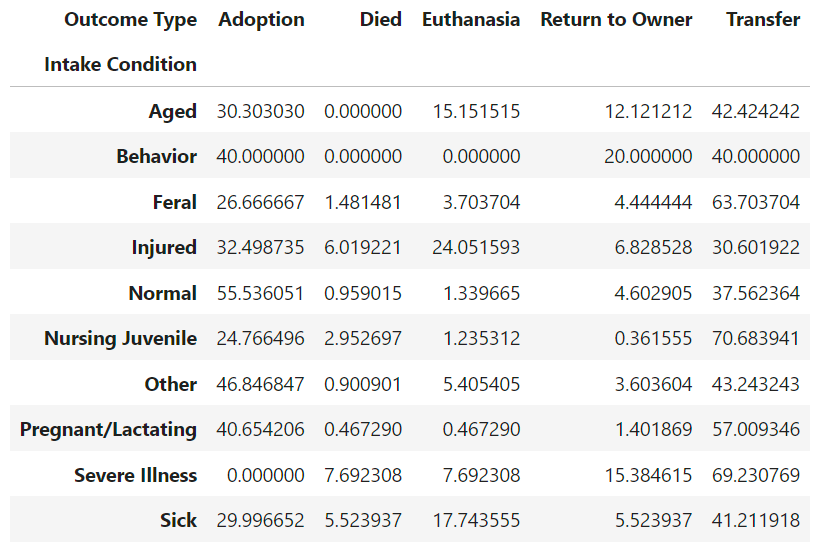 Outcome Type Adoption Died Euthanasia Return to Owner Transfer
Intake Condition
Aged 30.303030 0.000000 15.151515 12.121212 42.424242
Behavior 40.000000 0.000000 0.000000 20.000000 40.000000
Feral 26.666667 1.481481 3.703704 4.444444 63.703704
Injured 32.498735 6.019221 24.051593 6.828528 30.601922
Normal 55.536051 0.959015 1.339665 4.602905 37.562364
Nursing Juvenile 24.766496 2.952697 1.235312 0.361555 70.683941
Other 46.846847 0.900901 5.405405 3.603604 43.243243
Pregnant/Lactating 40.654206 0.467290 0.467290 1.401869 57.009346
Severe Illness 0.000000 7.692308 7.692308 15.384615 69.230769
Sick 29.996652 5.523937 17.743555 5.523937 41.211918